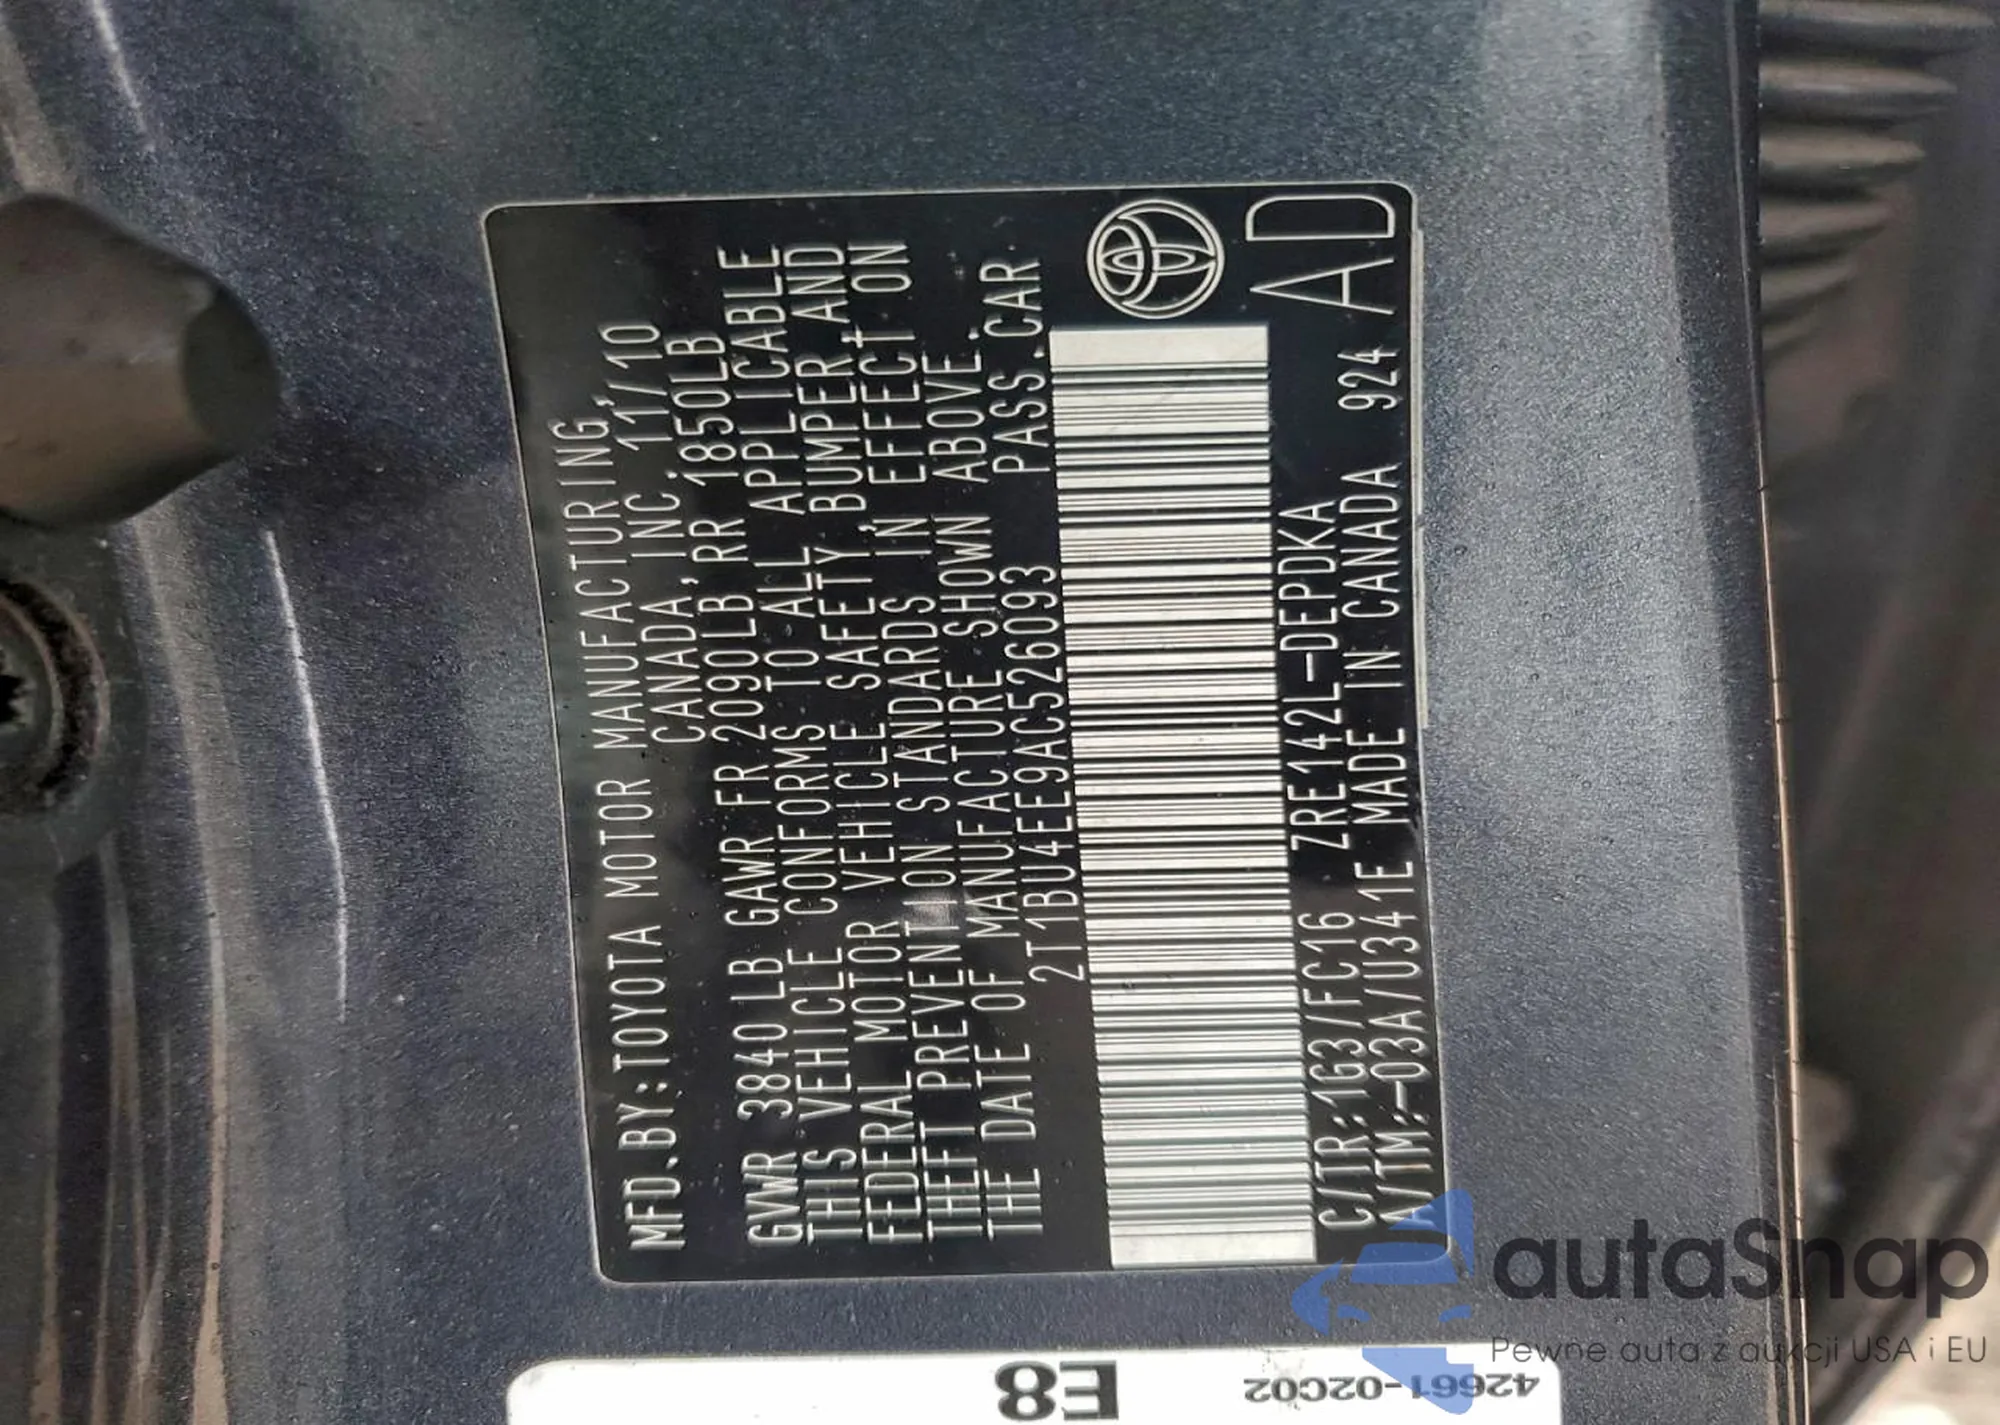 MFD.BY:TOYOTA MOTOR MANUFACTURING,
CANADA, INC. 11/10
GVWR 3840 LB GAWR FR 2090LB, RR 1850LB
THIS VEHICLE CONFORMS TO ALL APPLICABLE
FEDERAL MOTOR VEHICLE SAFETY, BUMPER, AND
THEFT PREVENTION STANDARDS IN EFFECT ON
THE DATE OF MANUFACTURE SHOWN ABOVE.
2T1BU4EE9AC526093 PASS.CAR
C/TR:1G3/FC16 ZRE142L-DEPDKA
A/TM:-03A/U341E MADE IN CANADA 924 AD
E8
42661-02C02
autaSnap
Pewne auta z aukcji USA i EU